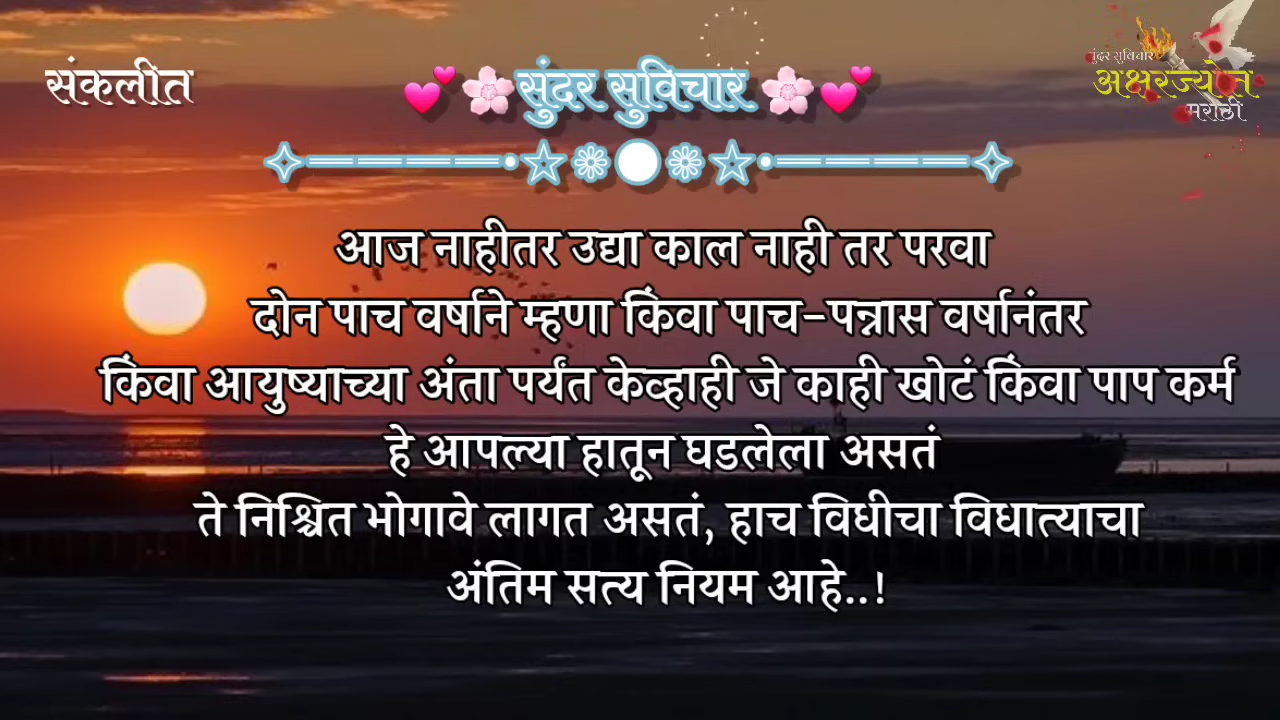 संकलीत
💕🌸सुंदर सुविचार🌸💕
सुंदर सुविचार
अक्षरज्योत
मराठी
आज नाहीतर उद्या काल नाही तर परवा
दोन पाच वर्षाने म्हणा किंवा पाच-पन्नास वर्षानंतर
किंवा आयुष्याच्या अंता पर्यंत केव्हाही जे काही खोटं किंवा पाप कर्म
हे आपल्या हातून घडलेला असतं
ते निश्चित भोगावे लागत असतं, हाच विधीचा विधात्याचा
अंतिम सत्य नियम आहे..!